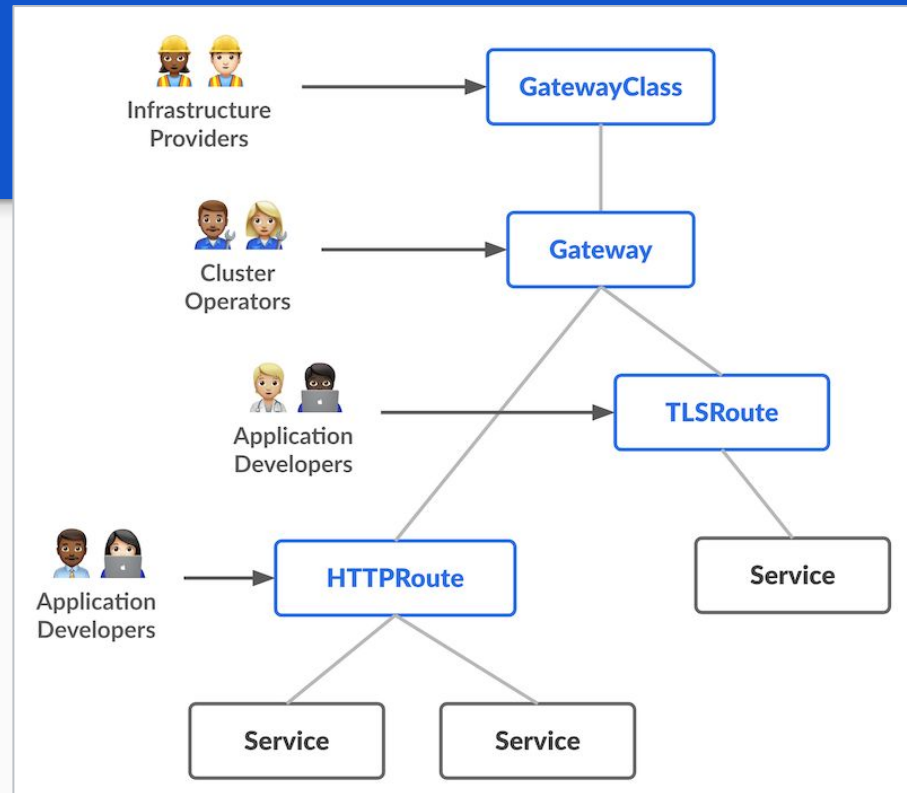 Infrastructure
Providers
GatewayClass
Cluster
Operators
Gateway
Application
Developers
TLSRoute
Application
Developers
HTTPRoute
Service
Service
Service